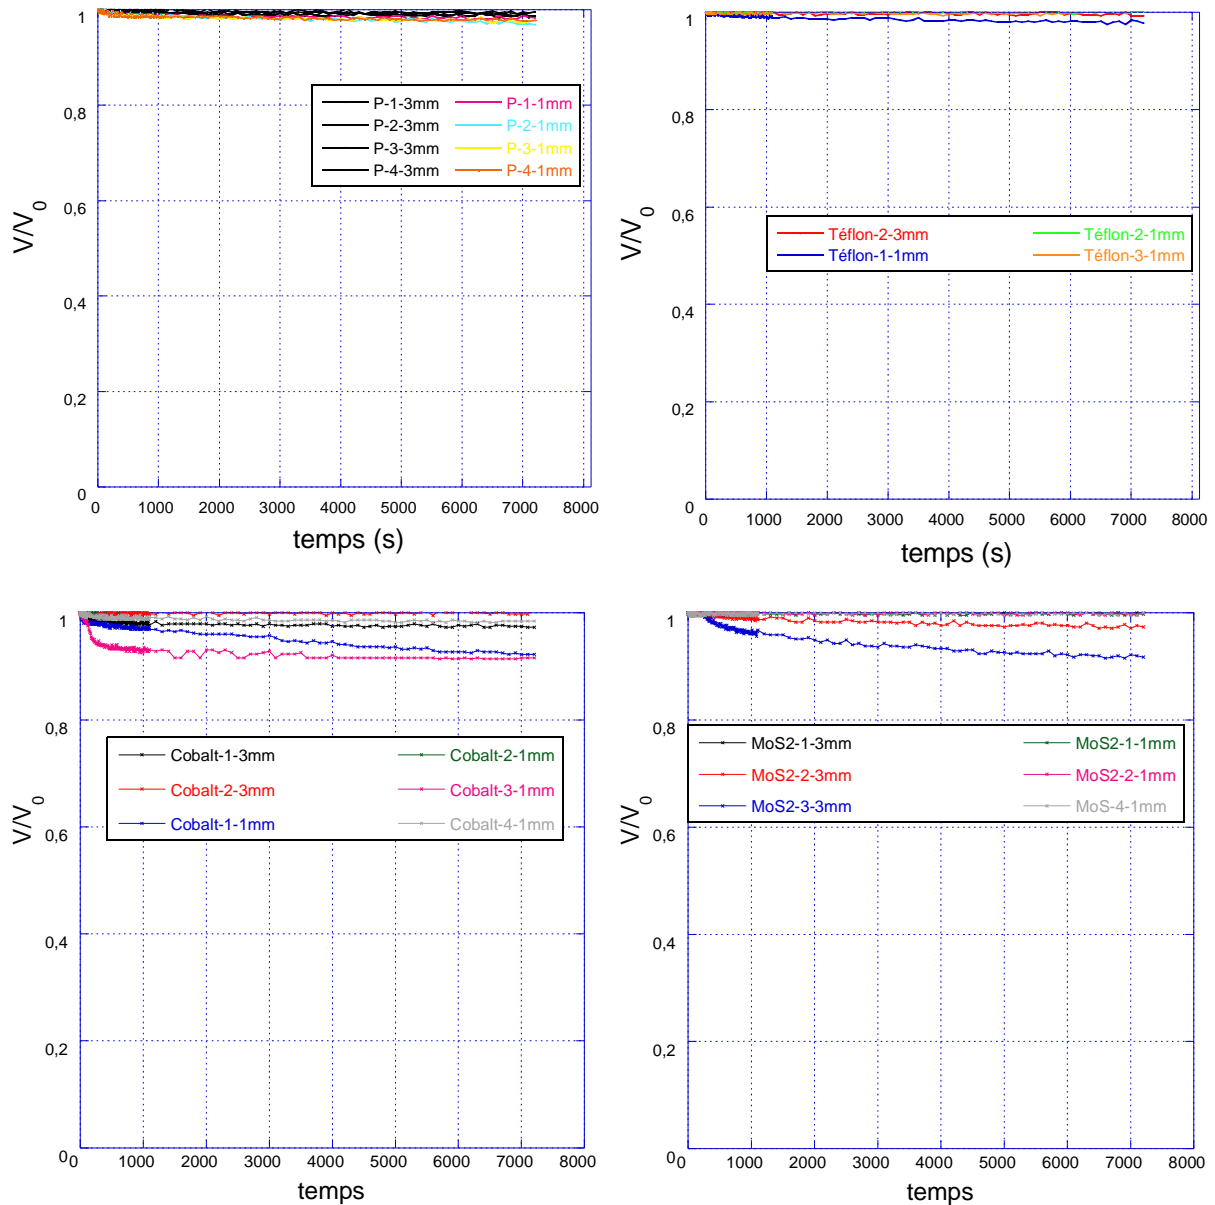 P-1-3mm P-1-1mm
P-2-3mm P-2-1mm
P-3-3mm P-3-1mm
P-4-3mm P-4-1mm
1
0,8
0,6
0,4
0,2
0
V/V0
0 1000 2000 3000 4000 5000 6000 7000 8000
temps (s)
Téflon-2-3mm Téflon-2-1mm
Téflon-1-1mm Téflon-3-1mm
1
0,8
0,6
0,4
0,2
0
V/V0
0 1000 2000 3000 4000 5000 6000 7000 8000
temps (s)
Cobalt-1-3mm Cobalt-2-1mm
Cobalt-2-3mm Cobalt-3-1mm
Cobalt-1-1mm Cobalt-4-1mm
1
0,8
0,6
0,4
0,2
0
V/V0
0 1000 2000 3000 4000 5000 6000 7000 8000
temps
MoS2-1-3mm MoS2-1-1mm
MoS2-2-3mm MoS2-2-1mm
MoS2-3-3mm MoS-4-1mm
1
0,8
0,6
0,4
0,2
0
V/V0
0 1000 2000 3000 4000 5000 6000 7000 8000
temps